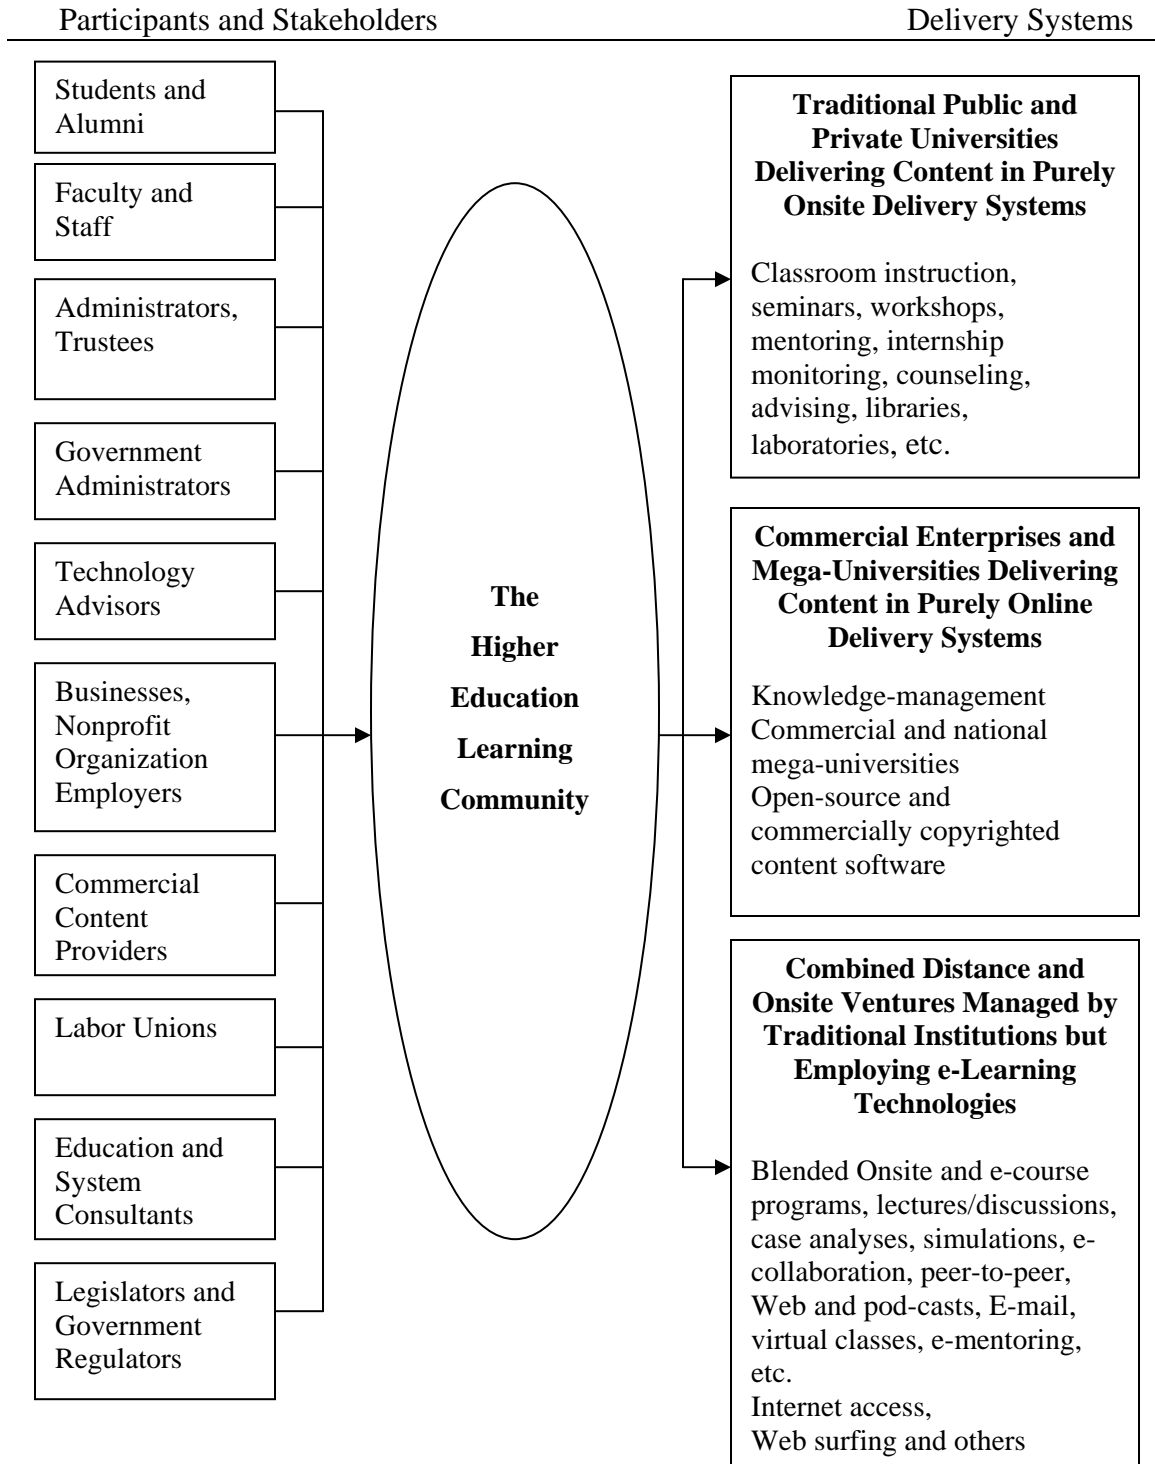 Participants and Stakeholders
Delivery Systems
Students and
Alumni
Faculty and
Staff
Administrators,
Trustees
Government
Administrators
Technology
Advisors
Businesses,
Nonprofit
Organization
Employers
Commercial
Content
Providers
Labor Unions
Education and
System
Consultants
Legislators and
Government
Regulators
The
Higher
Education
Learning
Community
Traditional Public and
Private Universities
Delivering Content in Purely
Onsite Delivery Systems
Classroom instruction,
seminars, workshops,
mentoring, internship
monitoring, counseling,
advising, libraries,
laboratories, etc.
Commercial Enterprises and
Mega-Universities Delivering
Content in Purely Online
Delivery Systems
Knowledge-management
Commercial and national
mega-universities
Open-source and
commercially copyrighted
content software
Combined Distance and
Onsite Ventures Managed by
Traditional Institutions but
Employing e-Learning
Technologies
Blended Onsite and e-course
programs, lectures/discussions,
case analyses, simulations, e-
collaboration, peer-to-peer,
Web and pod-casts, E-mail,
virtual classes, e-mentoring,
etc.
Internet access,
Web surfing and others